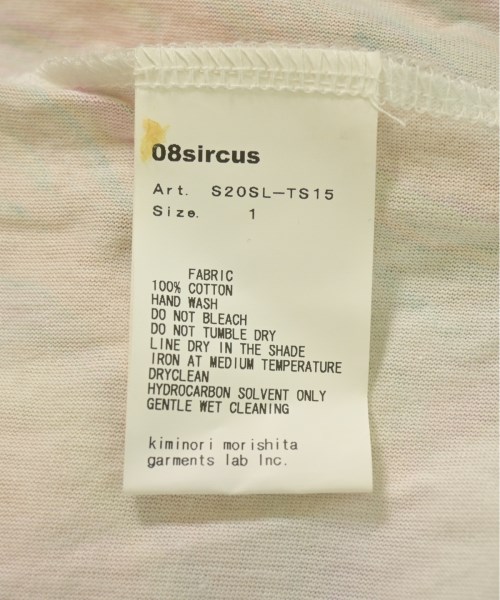 08sircus
Art. S20SL-TS15
Size. 1
FABRIC
100% COTTON
HAND WASH
DO NOT BLEACH
DO NOT TUMBLE DRY
LINE DRY IN THE SHADE
IRON AT MEDIUM TEMPERATURE
DRYCLEAN
HYDROCARBON SOLVENT ONLY
GENTLE WET CLEANING
kiminori morishita
garments lab Inc.